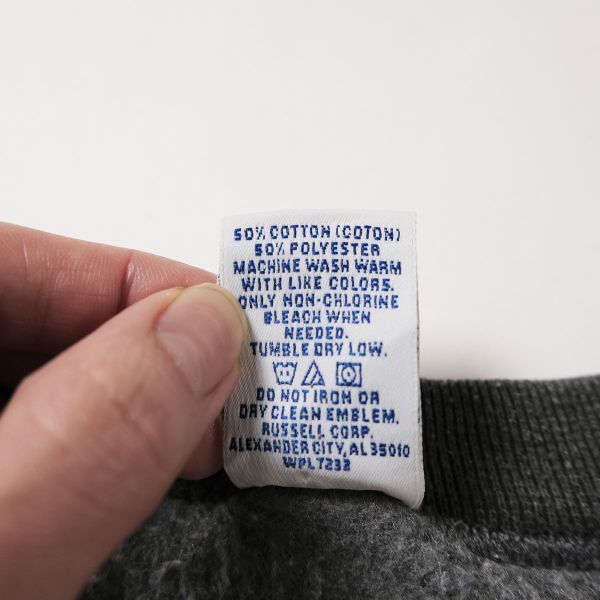 50% COTTON (COTON)
50% POLYESTER
MACHINE WASH WARM
WITH LIKE COLORS.
ONLY NON-CHLORINE
BLEACH WHEN
NEEDED.
TUMBLE DRY LOW.
DO NOT IRON OR
DRY CLEAN EMBLEM.
RUSSELL CORP.
ALEXANDER CITY, AL 35010
WPL7233